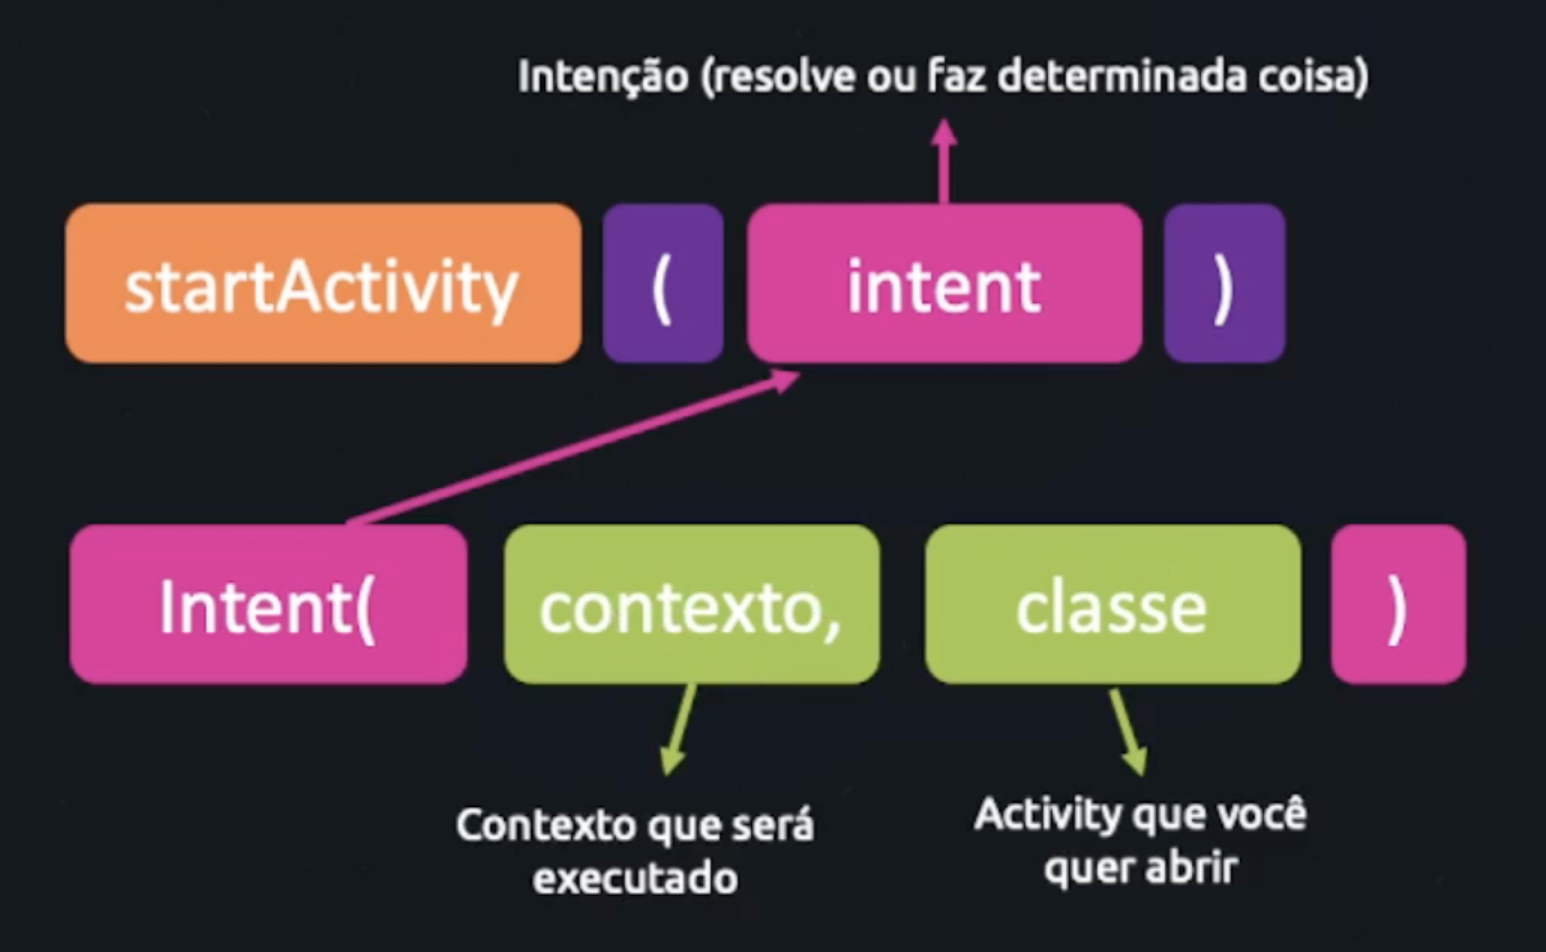 Intenção (resolve ou faz determinada coisa)
startActivity ( intent )
Intent( contexto, classe )
Contexto que será
executado
Activity que você
quer abrir